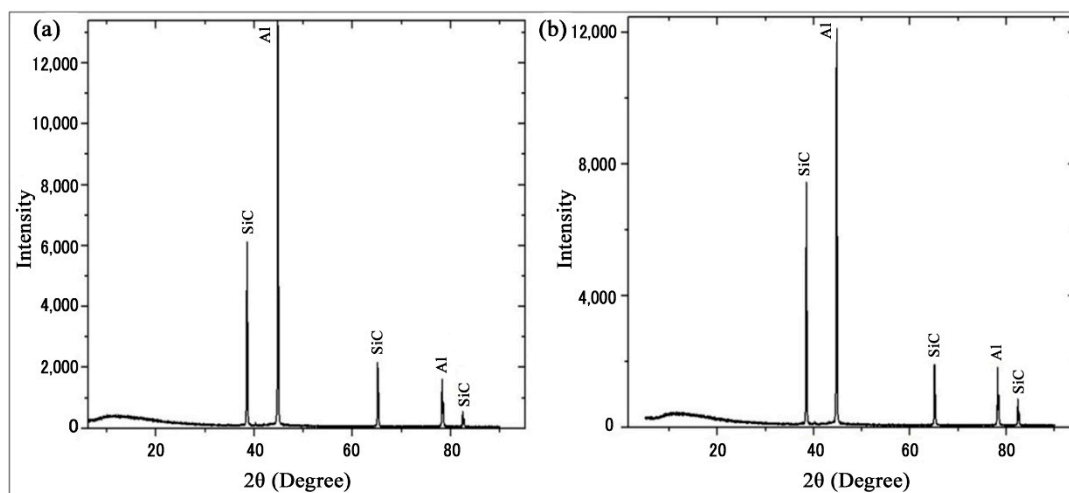 (a)
Intensity
12,000
10,000
8,000
6,000
4,000
2,000
0
SiC
Al
SiC
Al
SiC
20
40
60
80
2θ (Degree)
(b)
Intensity
12,000
8,000
4,000
0
SiC
Al
SiC
Al
SiC
20
40
60
80
2θ (Degree)